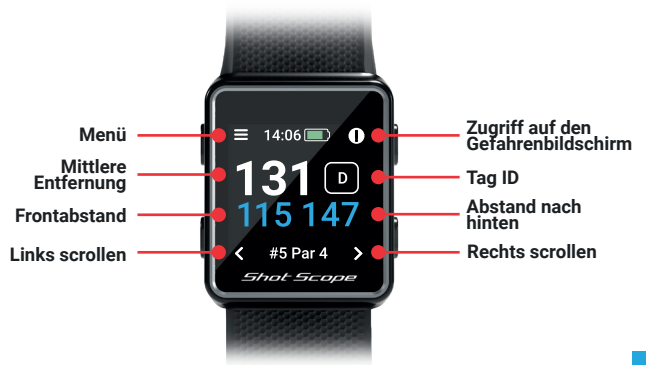 Menü
Mittlere
Entfernung
Frontabstand
Links scrollen
14:06
131 D
115 147
#5 Par 4
Shot Scope
Zugriff auf den
Gefahrenbildschirm
Tag ID
Abstand nach
hinten
Rechts scrollen